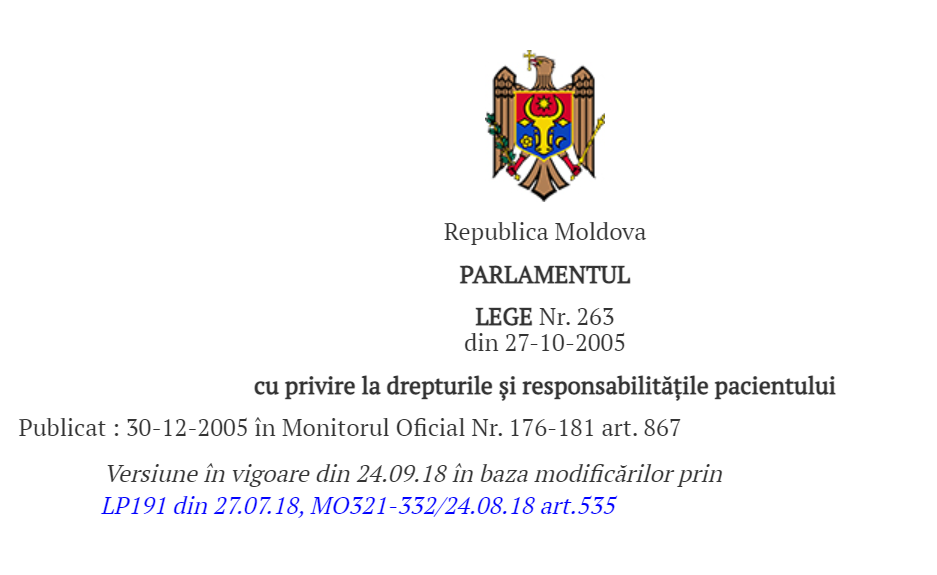 Republica Moldova
PARLAMENTUL
LEGE Nr. 263
din 27-10-2005
cu privire la drepturile și responsabilitățile pacientului
Publicat : 30-12-2005 în Monitorul Oficial Nr. 176-181 art. 867
Versiune în vigoare din 24.09.18 în baza modificărilor prin
LP191 din 27.07.18, MO321-332/24.08.18 art.535